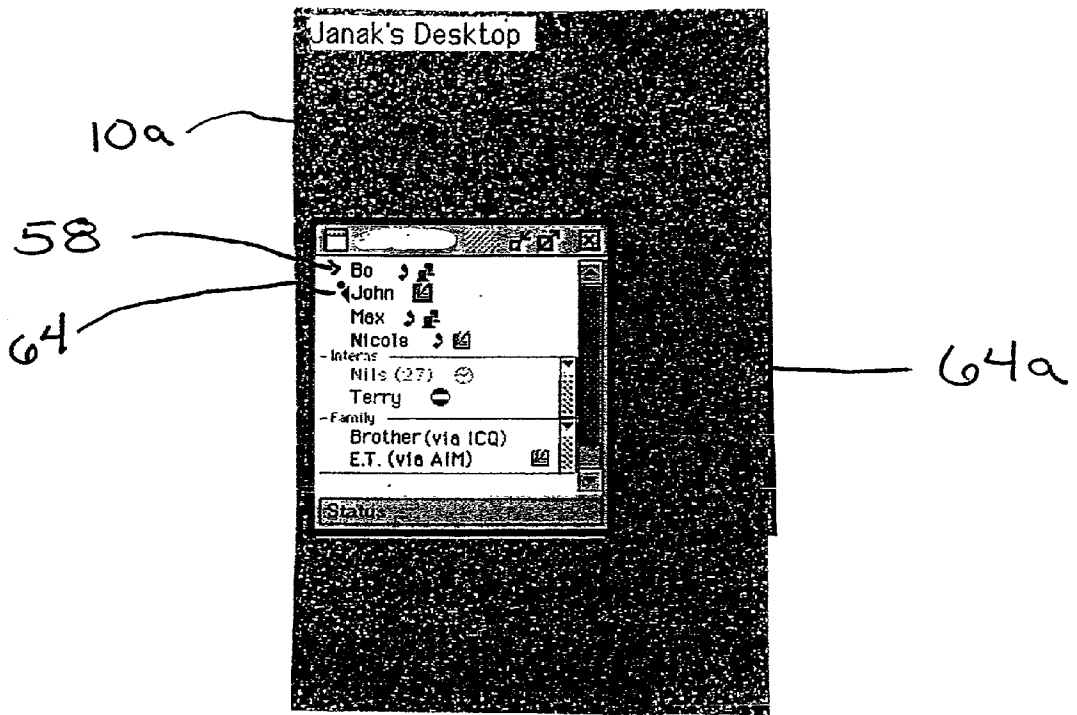 Janak's Desktop
10a
58
Bo
64
John
Max
Nicole
Interns
Nils (27)
64a
Terry
Family
Brother (via ICQ)
E.T. (via AIM)
Status